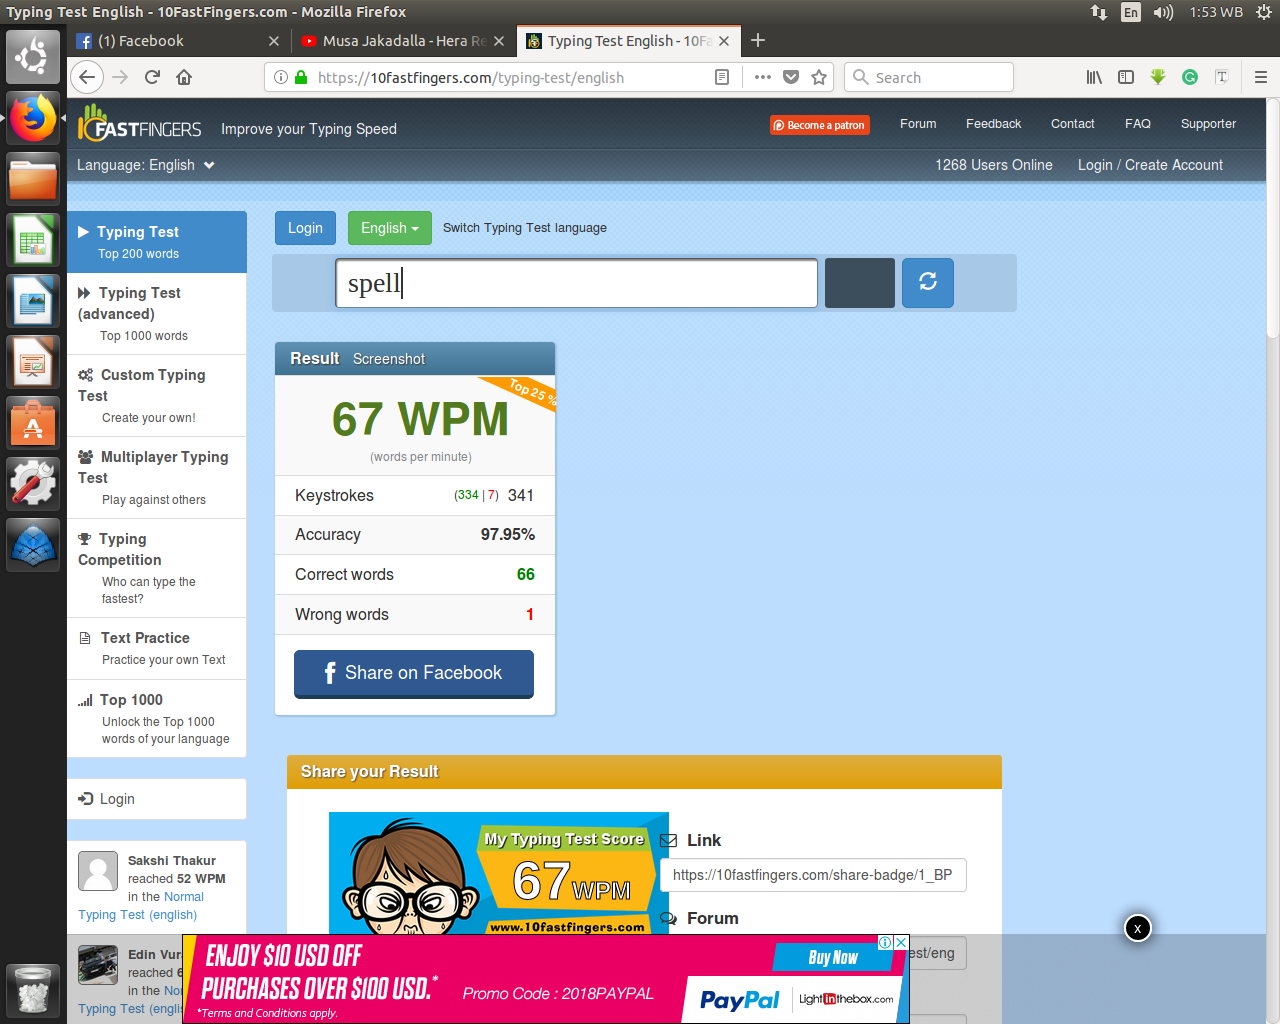 Typing Test English - 10FastFingers.com - Mozilla Firefox
En
1:53 WB
(1) Facebook
Musa Jakadalla - Hera Re
Typing Test English - 10Fa
https://10fastfingers.com/typing-test/english
Search
FASTFINGERS
Improve your Typing Speed
Become a patron
Forum
Feedback
Contact
FAQ
Supporter
Language: English
1268 Users Online
Login / Create Account
Typing Test
Top 200 words
Typing Test
(advanced)
Top 1000 words
Custom Typing
Test
Create your own!
Multiplayer Typing
Test
Play against others
Typing
Competition
Who can type the
fastest?
Text Practice
Practice your own Text
Top 1000
Unlock the Top 1000
words of your language
Login
Sakshi Thakur
reached 52 WPM
in the Normal
Typing Test (english)
Edin Vur
reached 6
in the No
Typing Test (englis
Login
English
Switch Typing Test language
spell
Result Screenshot
Top 25 %
67 WPM
(words per minute)
Keystrokes (334 | 7) 341
Accuracy 97.95%
Correct words 66
Wrong words 1
f Share on Facebook
Share your Result
My Typing Test Score
67 WPM
www.10fastfingers.com
Link
https://10fastfingers.com/share-badge/1_BP
Forum
est/eng
x
ENJOY $10 USD OFF
PURCHASES OVER $100 USD.*
*Terms and Conditions apply.
Promo Code : 2018PAYPAL
Buy Now
PayPal
Lightinthebox.com